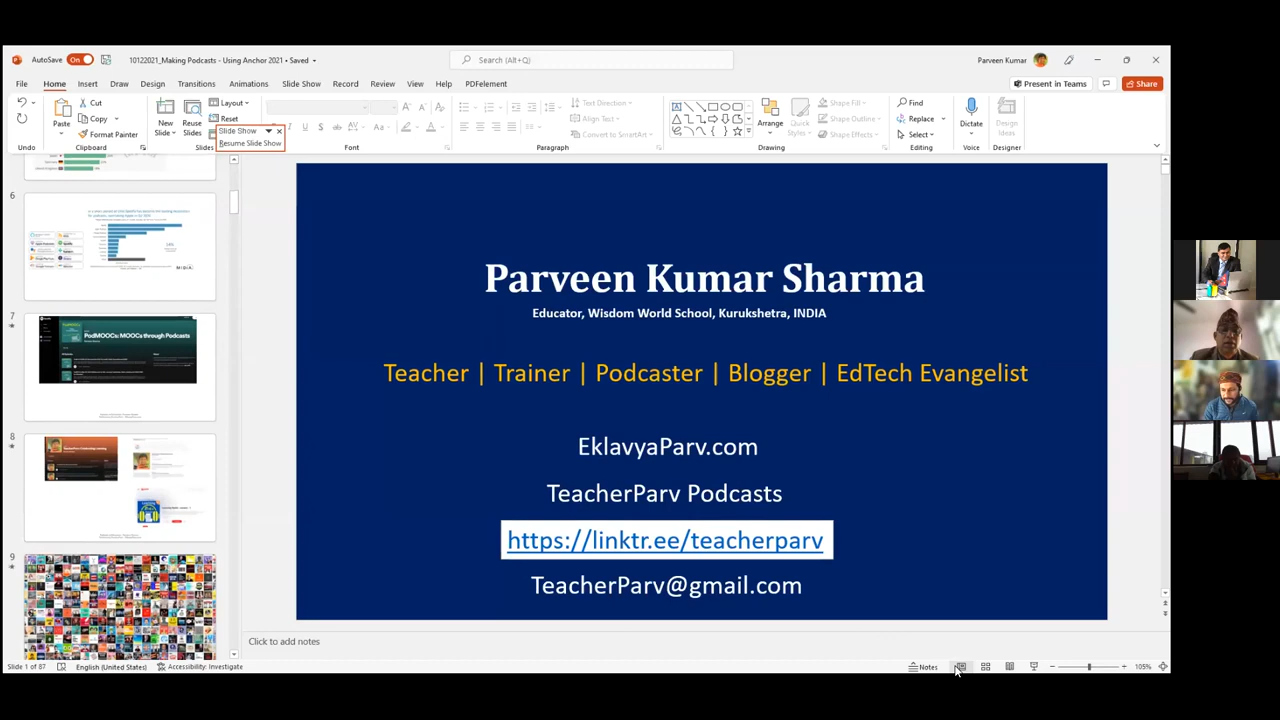 AutoSave On
10122021_Making Podcasts - Using Anchor 2021 • Saved
Search (Alt+Q)
Parveen Kumar
File Home Insert Draw Design Transitions Animations Slide Show Record Review View Help PDFelement
Present in Teams
Share
Paste
Cut
Copy
Format Painter
New Slide
Reuse Slides
Layout
Reset
Slide Show
Resume Slide Show
Text Direction
Align Text
Convert to SmartArt
Arrange
Quick Styles
Shape Fill
Shape Outline
Shape Effects
Find
Replace
Select
Dictate
Design Ideas
Undo Clipboard Slides Font Paragraph Drawing Editing Voice Designer
6
7
PodMOOCs: MOOCs through Podcasts
8
9
Parveen Kumar Sharma
Educator, Wisdom World School, Kurukshetra, INDIA
Teacher | Trainer | Podcaster | Blogger | EdTech Evangelist
EklavyaParv.com
TeacherParv Podcasts
https://linktr.ee/teacherparv
TeacherParv@gmail.com
Click to add notes
Slide 1 of 87 English (United States) Accessibility: Investigate Notes 105%